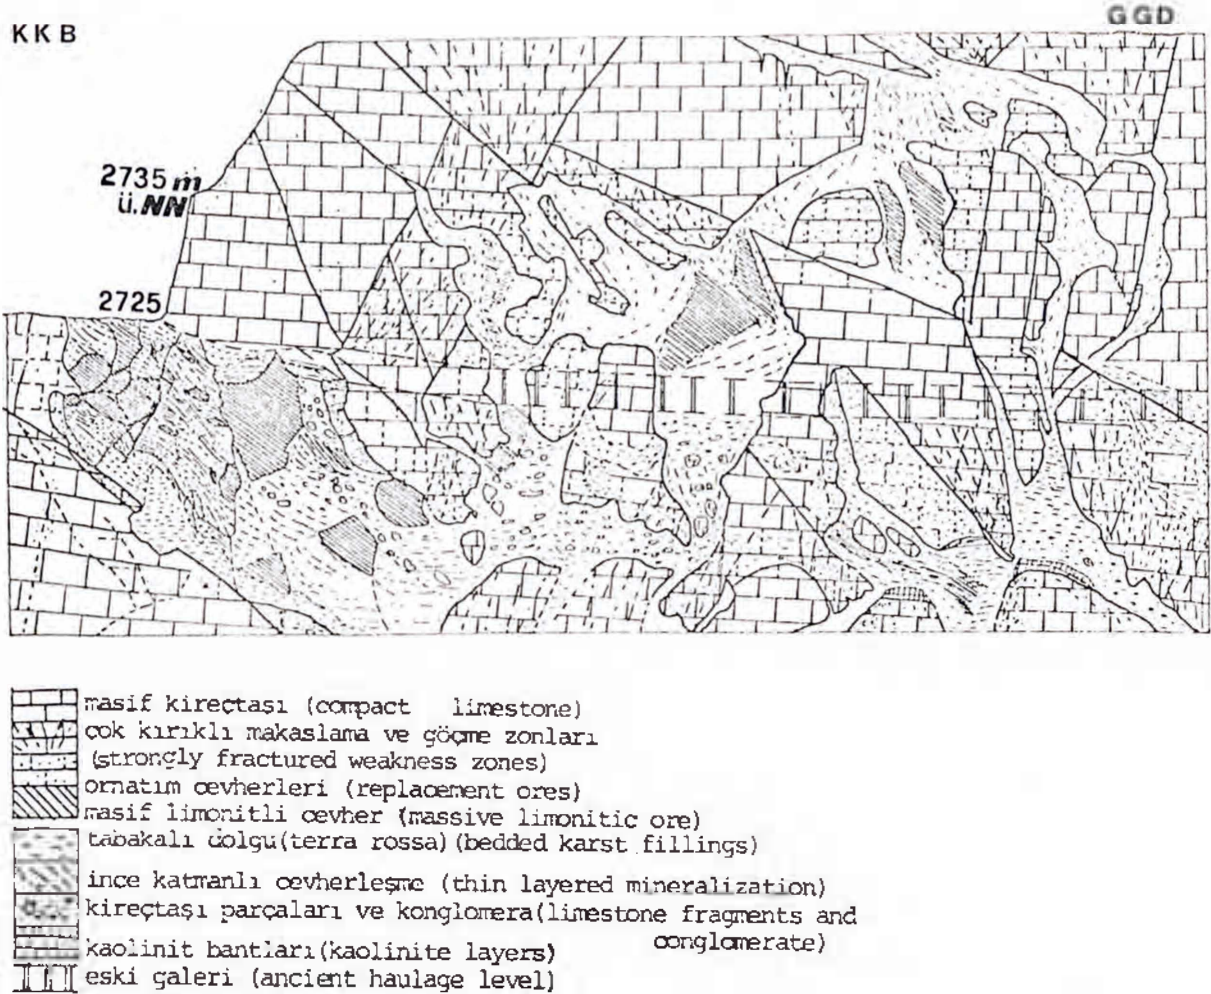 KKB
GGD
2735 m
ü.NN
2725
masif kireçtaşı (compact limestone)
çok kırıklı makaslama ve göçme zonları
(strongly fractured weakness zones)
ornatım cevherleri (replacement ores)
masif limonitli cevher (massive limonitic ore)
tabakalı dolgu(terra rossa)(bedded karst fillings)
ince katmanlı cevherleşme (thin layered mineralization)
kireçtaşı parçaları ve konglomera(limestone fragments and
conglomerate)
kaolinit bantları(kaolinite layers)
eski galeri (ancient haulage level)